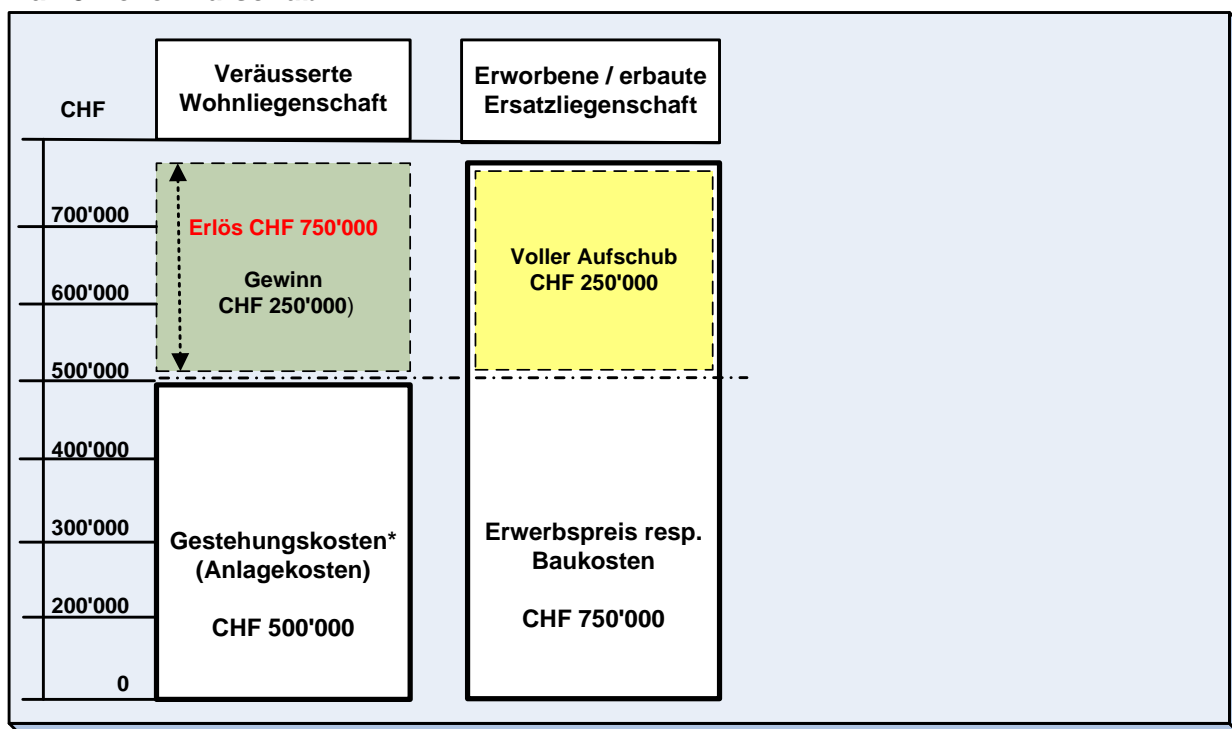 Veräusserte
Wohnliegenschaft
Erworbene / erbaute
Ersatzliegenschaft
CHF
700'000
600'000
500'000
400'000
300'000
200'000
0
Erlös CHF 750'000
Gewinn
CHF 250'000)
Voller Aufschub
CHF 250'000
Gestehungskosten*
(Anlagekosten)
CHF 500'000
Erwerbspreis resp.
Baukosten
CHF 750'000